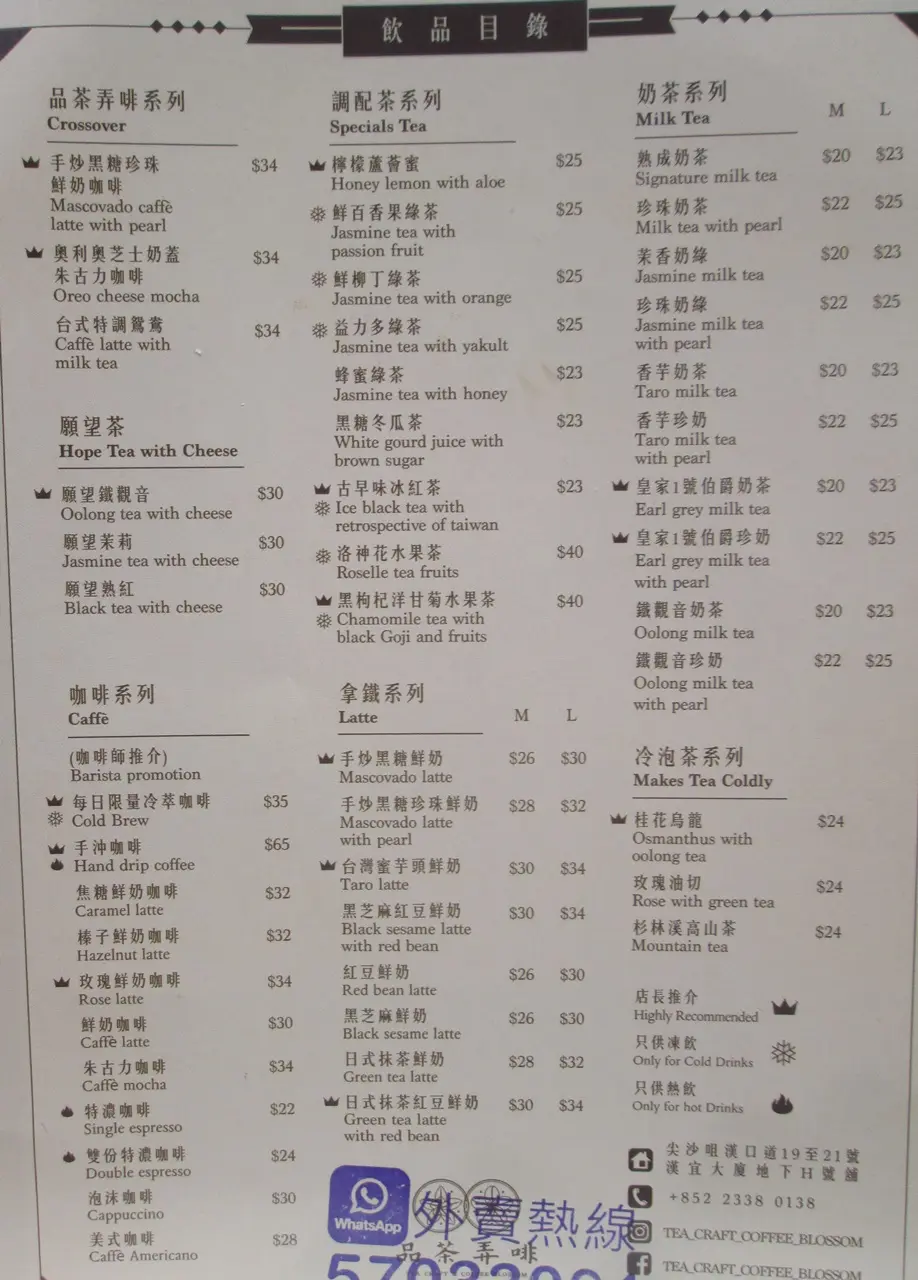 飲品目錄
品茶弄啡系列
Crossover
手炒黑糖珍珠 $34
鮮奶咖啡
Mascovado caffè
latte with pearl
奧利奧芝士奶蓋 $34
朱古力咖啡
Oreo cheese mocha
台式特調鴛鴦 $34
Caffè latte with
milk tea
願望茶
Hope Tea with Cheese
願望鐵觀音 $30
Oolong tea with cheese
願望茉莉 $30
Jasmine tea with cheese
願望熟紅 $30
Black tea with cheese
咖啡系列
Caffè
(咖啡師推介)
Barista promotion
每日限量冷萃咖啡 $35
Cold Brew
手沖咖啡 $65
Hand drip coffee
焦糖鮮奶咖啡 $32
Caramel latte
榛子鮮奶咖啡 $32
Hazelnut latte
玫瑰鮮奶咖啡 $34
Rose latte
鮮奶咖啡 $30
Caffè latte
朱古力咖啡 $34
Caffè mocha
特濃咖啡 $22
Single espresso
雙份特濃咖啡 $24
Double espresso
泡沫咖啡 $30
Cappuccino
美式咖啡 $28
Caffè Americano
調配茶系列
Specials Tea
檸檬蘆薈蜜 $25
Honey lemon with aloe
鮮百香果綠茶 $25
Jasmine tea with
passion fruit
鮮柳丁綠茶 $25
Jasmine tea with orange
益力多綠茶 $25
Jasmine tea with yakult
蜂蜜綠茶 $23
Jasmine tea with honey
黑糖冬瓜茶 $23
White gourd juice with
brown sugar
古早味冰紅茶 $23
Ice black tea with
retrospective of taiwan
洛神花水果茶 $40
Roselle tea fruits
黑枸杞洋甘菊水果茶 $40
Chamomile tea with
black Goji and fruits
拿鐵系列
Latte M L
手炒黑糖鮮奶 $26 $30
Mascovado latte
手炒黑糖珍珠鮮奶 $28 $32
Mascovado latte
with pearl
台灣蜜芋頭鮮奶 $30 $34
Taro latte
黑芝麻紅豆鮮奶 $30 $34
Black sesame latte
with red bean
紅豆鮮奶 $26 $30
Red bean latte
黑芝麻鮮奶 $26 $30
Black sesame latte
日式抹茶鮮奶 $28 $32
Green tea latte
日式抹茶紅豆鮮奶 $30 $34
Green tea latte
with red bean
WhatsApp
外賣熱線
品茶弄啡
奶茶系列
Milk Tea M L
熟成奶茶 $20 $23
Signature milk tea
珍珠奶茶 $22 $25
Milk tea with pearl
茉香奶綠 $20 $23
Jasmine milk tea
珍珠奶綠 $22 $25
Jasmine milk tea
with pearl
香芋奶茶 $20 $23
Taro milk tea
香芋珍奶 $22 $25
Taro milk tea
with pearl
皇家1號伯爵奶茶 $20 $23
Earl grey milk tea
皇家1號伯爵珍奶 $22 $25
Earl grey milk tea
with pearl
鐵觀音奶茶 $20 $23
Oolong milk tea
鐵觀音珍奶 $22 $25
Oolong milk tea
with pearl
冷泡茶系列
Makes Tea Coldly
桂花烏龍 $24
Osmanthus with
oolong tea
玫瑰油切 $24
Rose with green tea
杉林溪高山茶 $24
Mountain tea
店長推介
Highly Recommended
只供凍飲
Only for Cold Drinks
只供熱飲
Only for hot Drinks
尖沙咀漢口道19至21號
漢宜大廈地下H號舖
+852 2338 0138
TEA_CRAFT_COFFEE_BLOSSOM
TEA_CRAFT_COFFEE_BLOSSOM